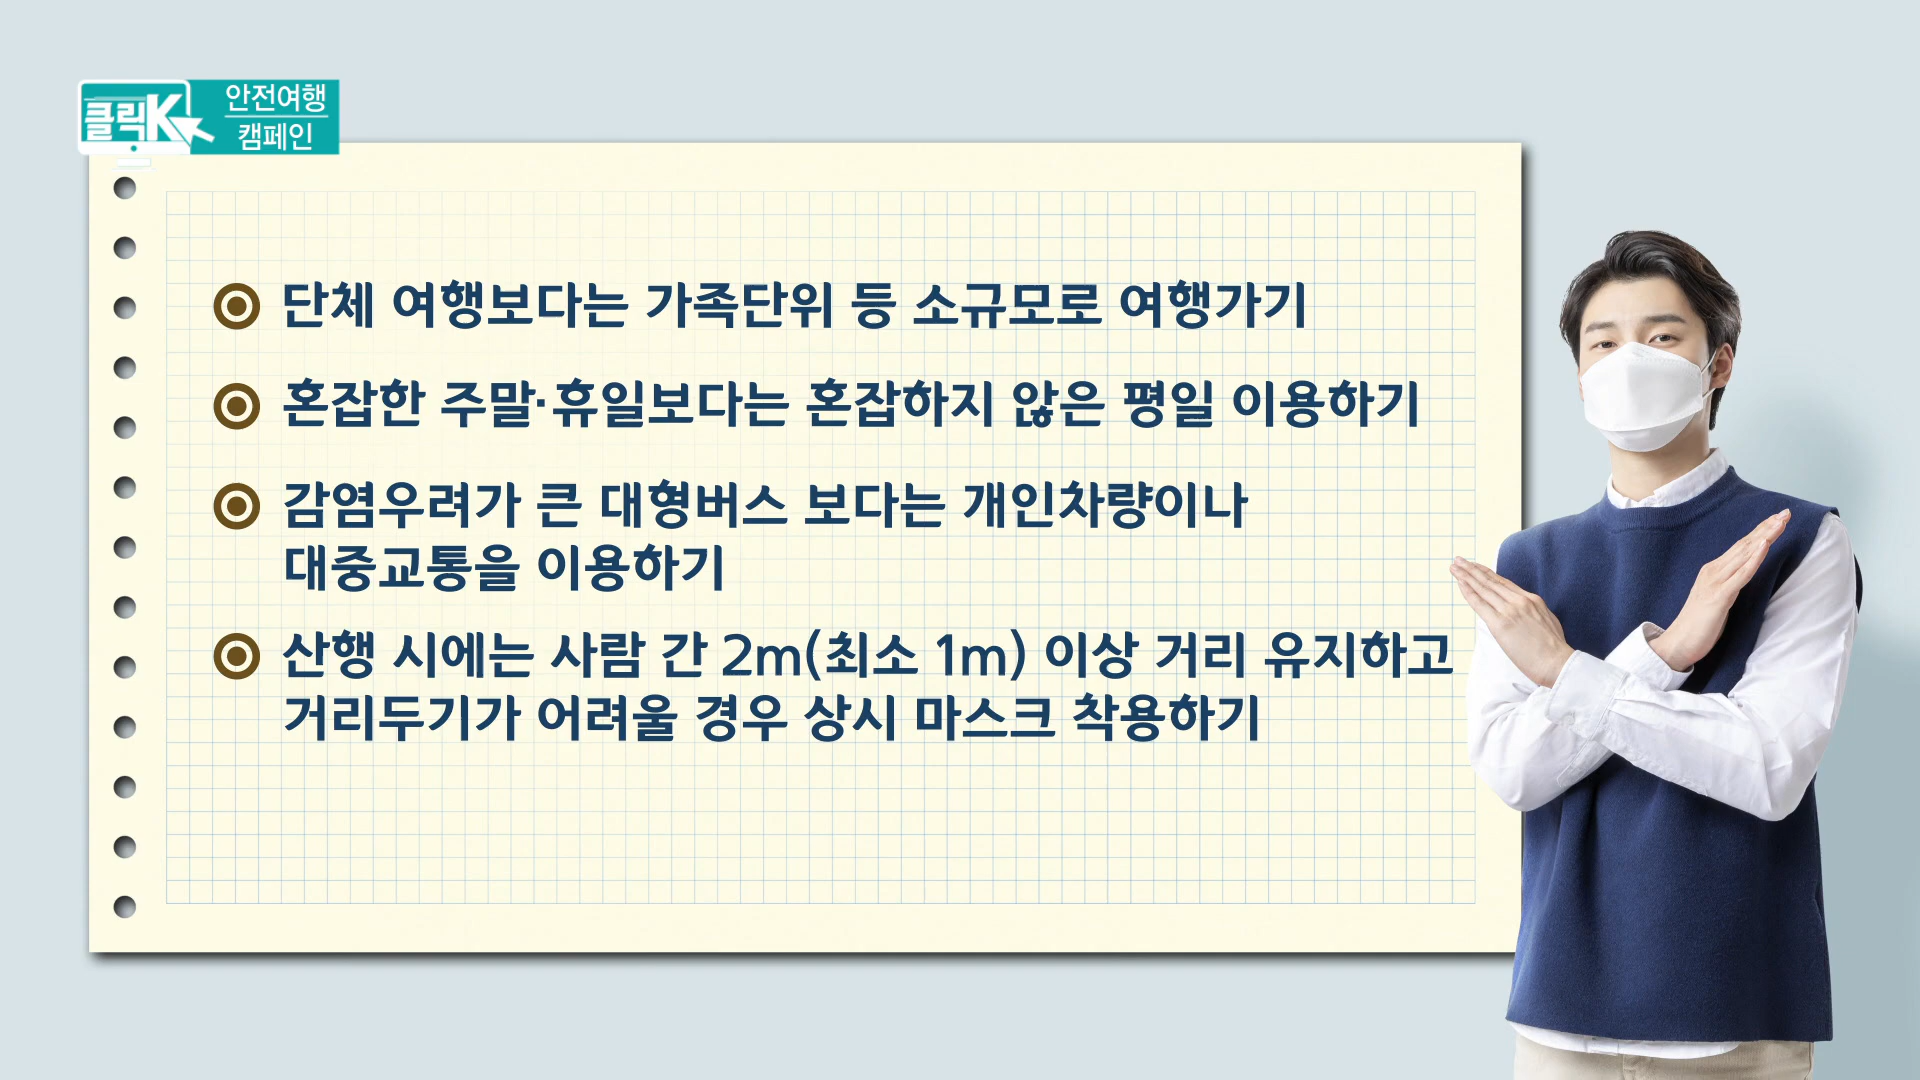 클릭K
안전여행
캠페인
단체 여행보다는 가족단위 등 소규모로 여행가기
혼잡한 주말·휴일보다는 혼잡하지 않은 평일 이용하기
감염우려가 큰 대형버스 보다는 개인차량이나
대중교통을 이용하기
산행 시에는 사람 간 2m(최소 1m) 이상 거리 유지하고
거리두기가 어려울 경우 상시 마스크 착용하기